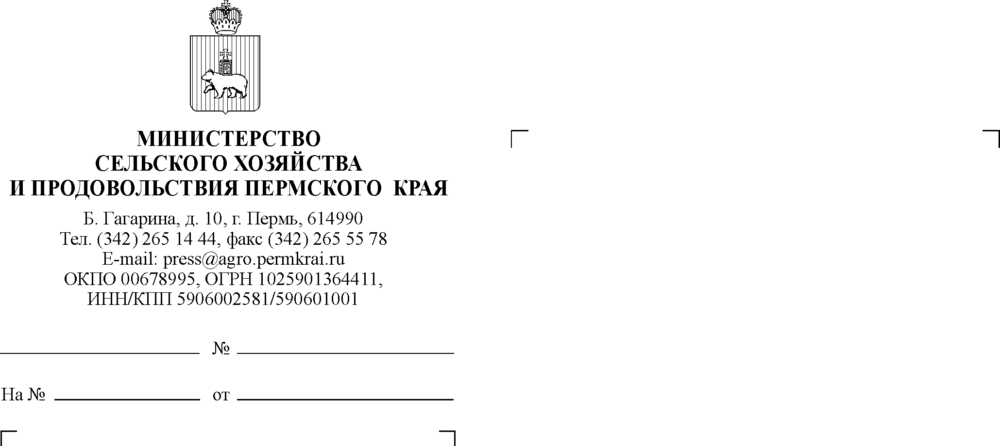 МИНИСТЕРСТВО
СЕЛЬСКОГО ХОЗЯЙСТВА
И ПРОДОВОЛЬСТВИЯ ПЕРМСКОГО КРАЯ
Б. Гагарина, д. 10, г. Пермь, 614990
Тел. (342) 265 14 44, факс (342) 265 55 78
E-mail: press@agro.permkrai.ru
ОКПО 00678995, ОГРН 1025901364411,
ИНН/КПП 5906002581/590601001
№
На № от